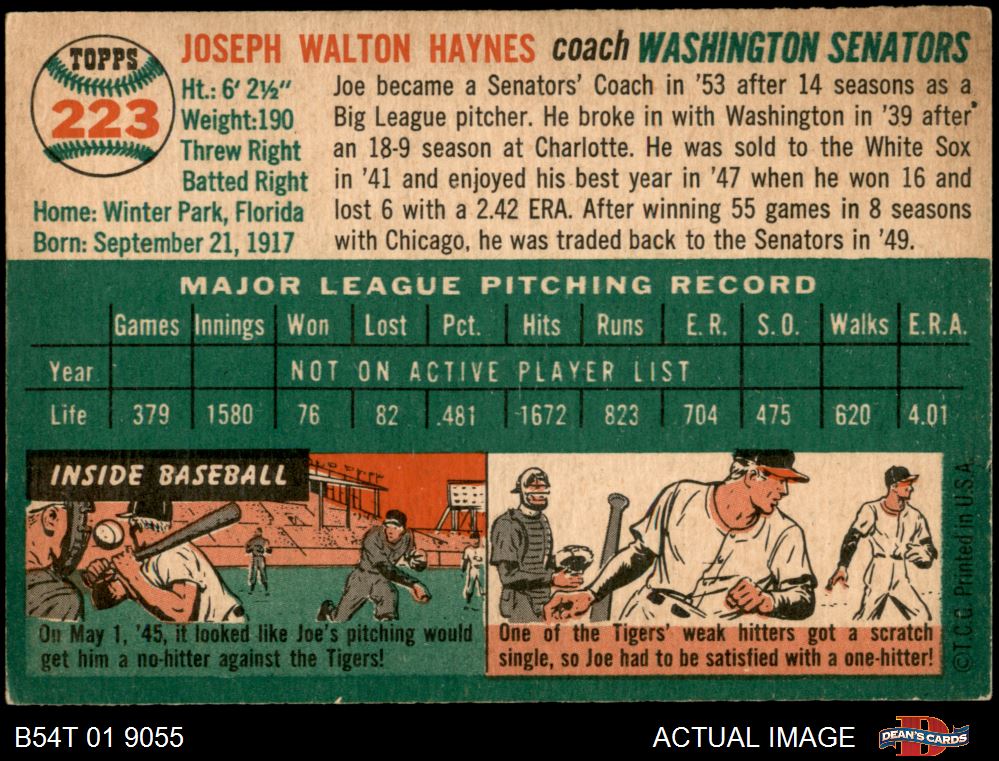 TOPPS
223
JOSEPH WALTON HAYNES coach WASHINGTON SENATORS
Ht.: 6' 2½"
Weight:190
Threw Right
Batted Right
Home: Winter Park, Florida
Born: September 21, 1917
Joe became a Senators' Coach in '53 after 14 seasons as a
Big League pitcher. He broke in with Washington in '39 after
an 18-9 season at Charlotte. He was sold to the White Sox
in '41 and enjoyed his best year in '47 when he won 16 and
lost 6 with a 2.42 ERA. After winning 55 games in 8 seasons
with Chicago, he was traded back to the Senators in '49.
MAJOR LEAGUE PITCHING RECORD
Games Innings Won Lost Pct. Hits Runs E.R. S.O. Walks E.R.A.
Year NOT ON ACTIVE PLAYER LIST
Life 379 1580 76 82 .481 1672 823 704 475 620 4.01
INSIDE BASEBALL
On May 1, '45, it looked like Joe's pitching would
get him a no-hitter against the Tigers!
One of the Tigers' weak hitters got a scratch
single, so Joe had to be satisfied with a one-hitter!
©T.C.G. Printed in U.S.A.
B54T 01 9055
ACTUAL IMAGE
DEAN'S CARDS